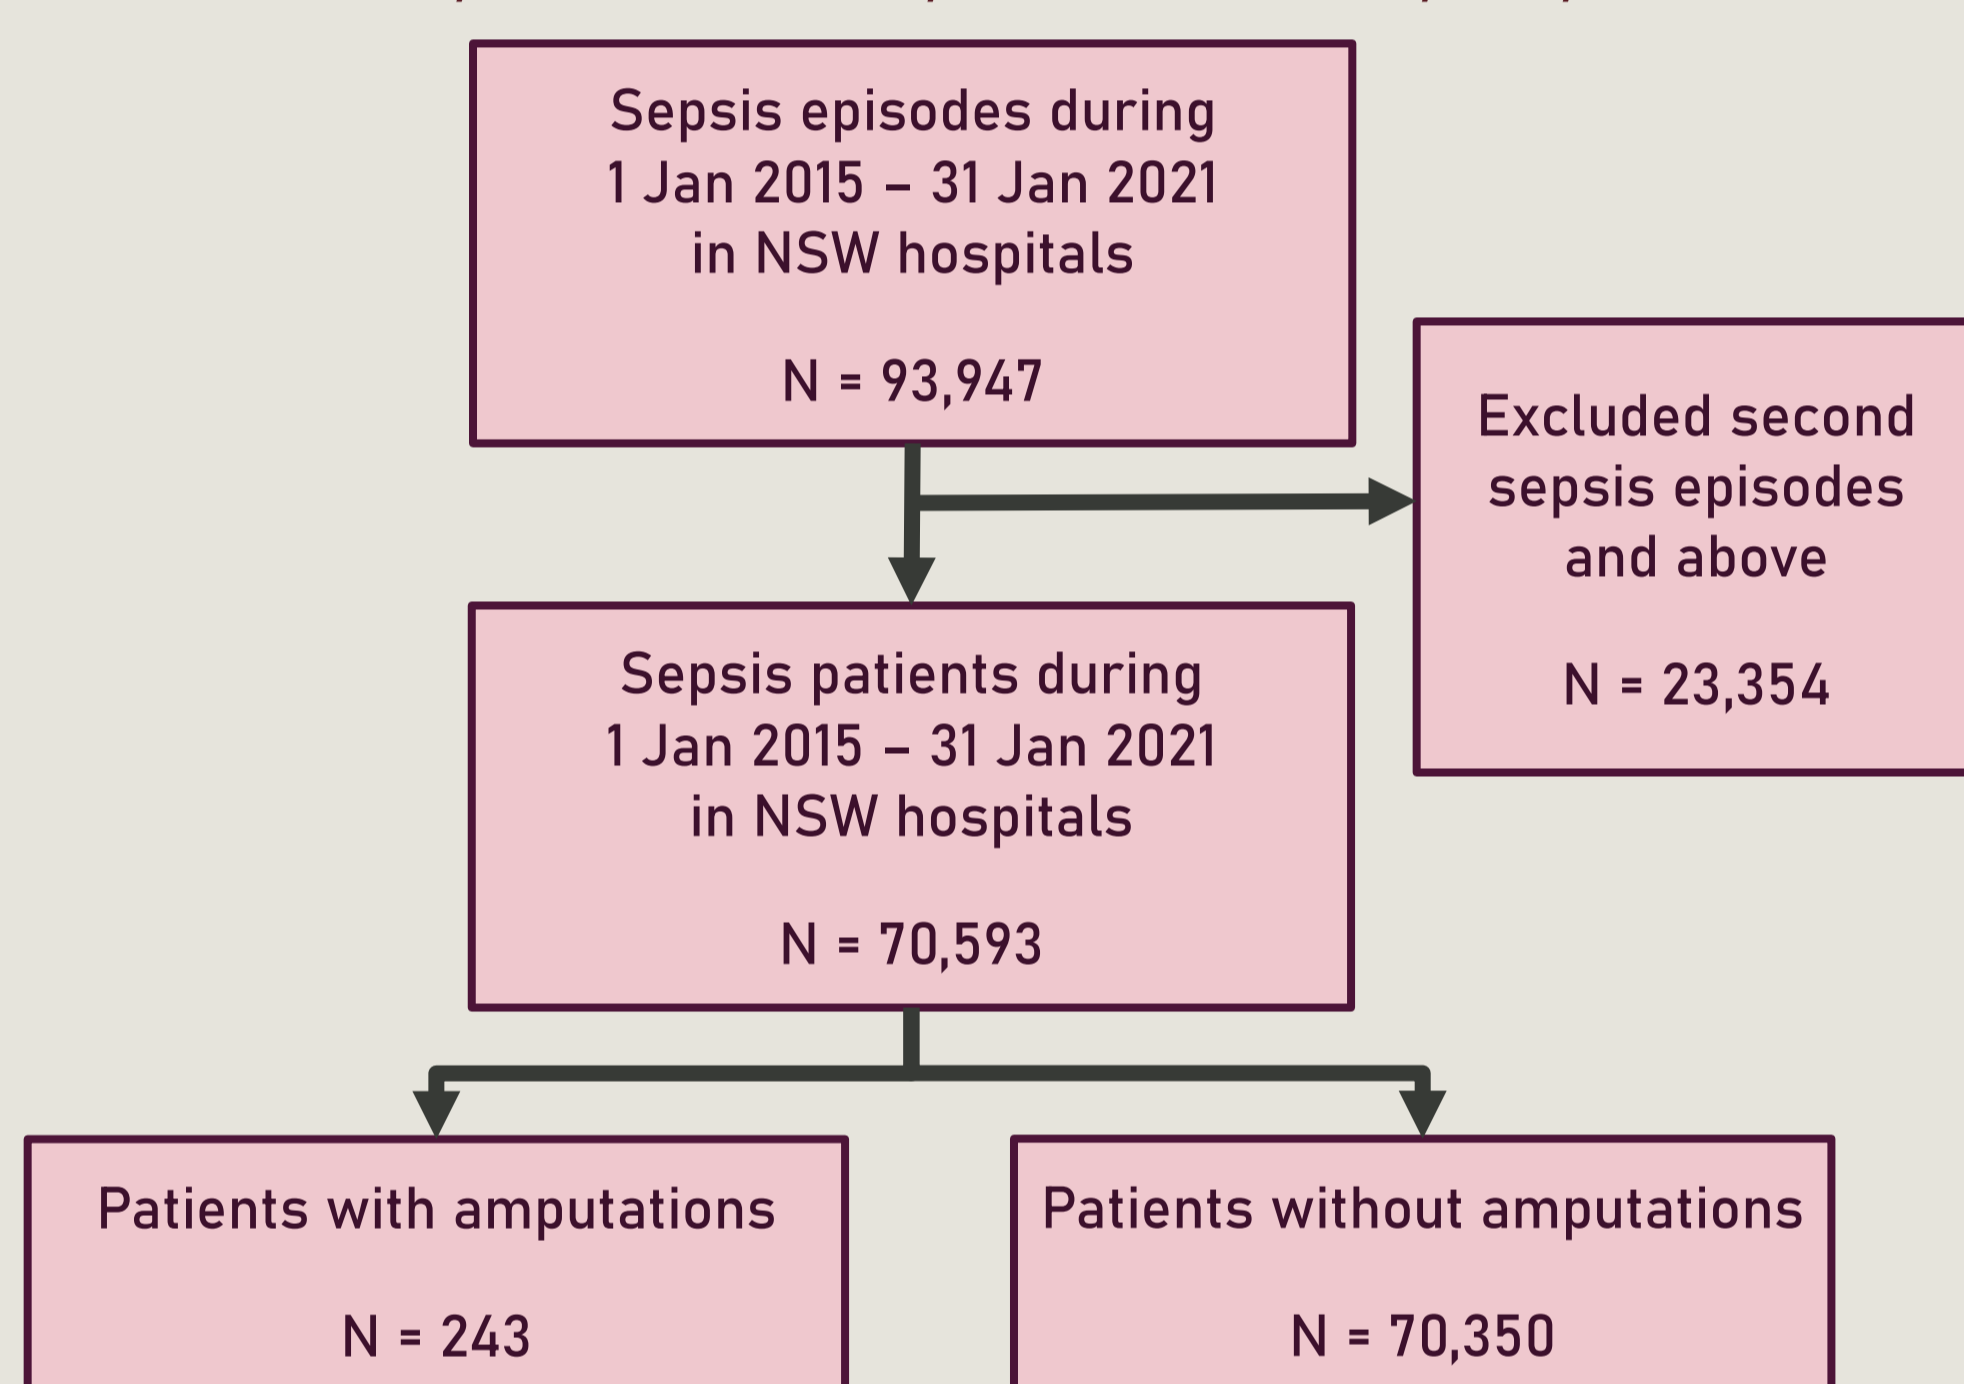 Sepsis episodes during
1 Jan 2015 – 31 Jan 2021
in NSW hospitals
N = 93,947
Excluded second
sepsis episodes
and above
N = 23,354
Sepsis patients during
1 Jan 2015 – 31 Jan 2021
in NSW hospitals
N = 70,593
Patients with amputations
N = 243
Patients without amputations
N = 70,350